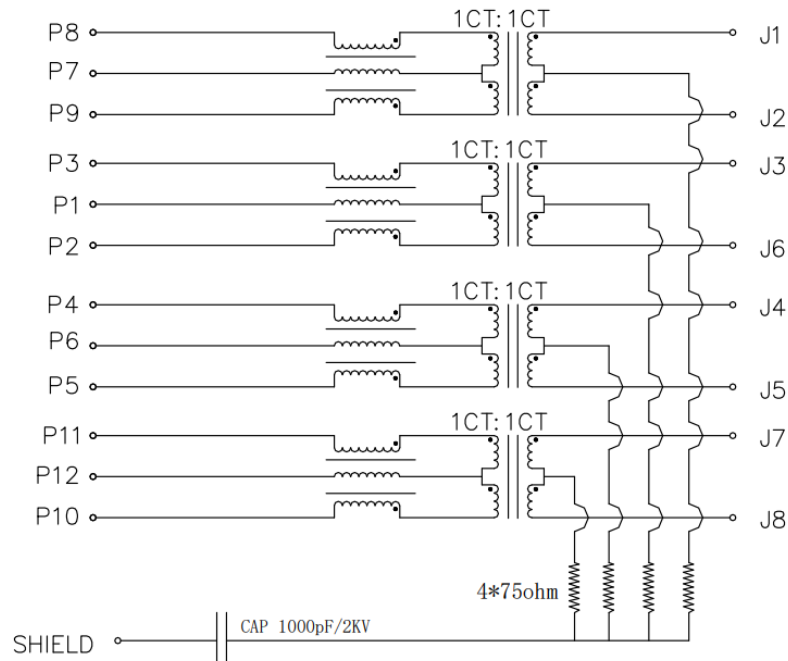 P8 1CT:1CT J1
P7
P9 J2
P3 1CT:1CT J3
P1
P2 J6
P4 1CT:1CT J4
P6
P5 J5
P11 1CT:1CT J7
P12
P10 J8
4*75ohm
SHIELD CAP 1000pF/2KV